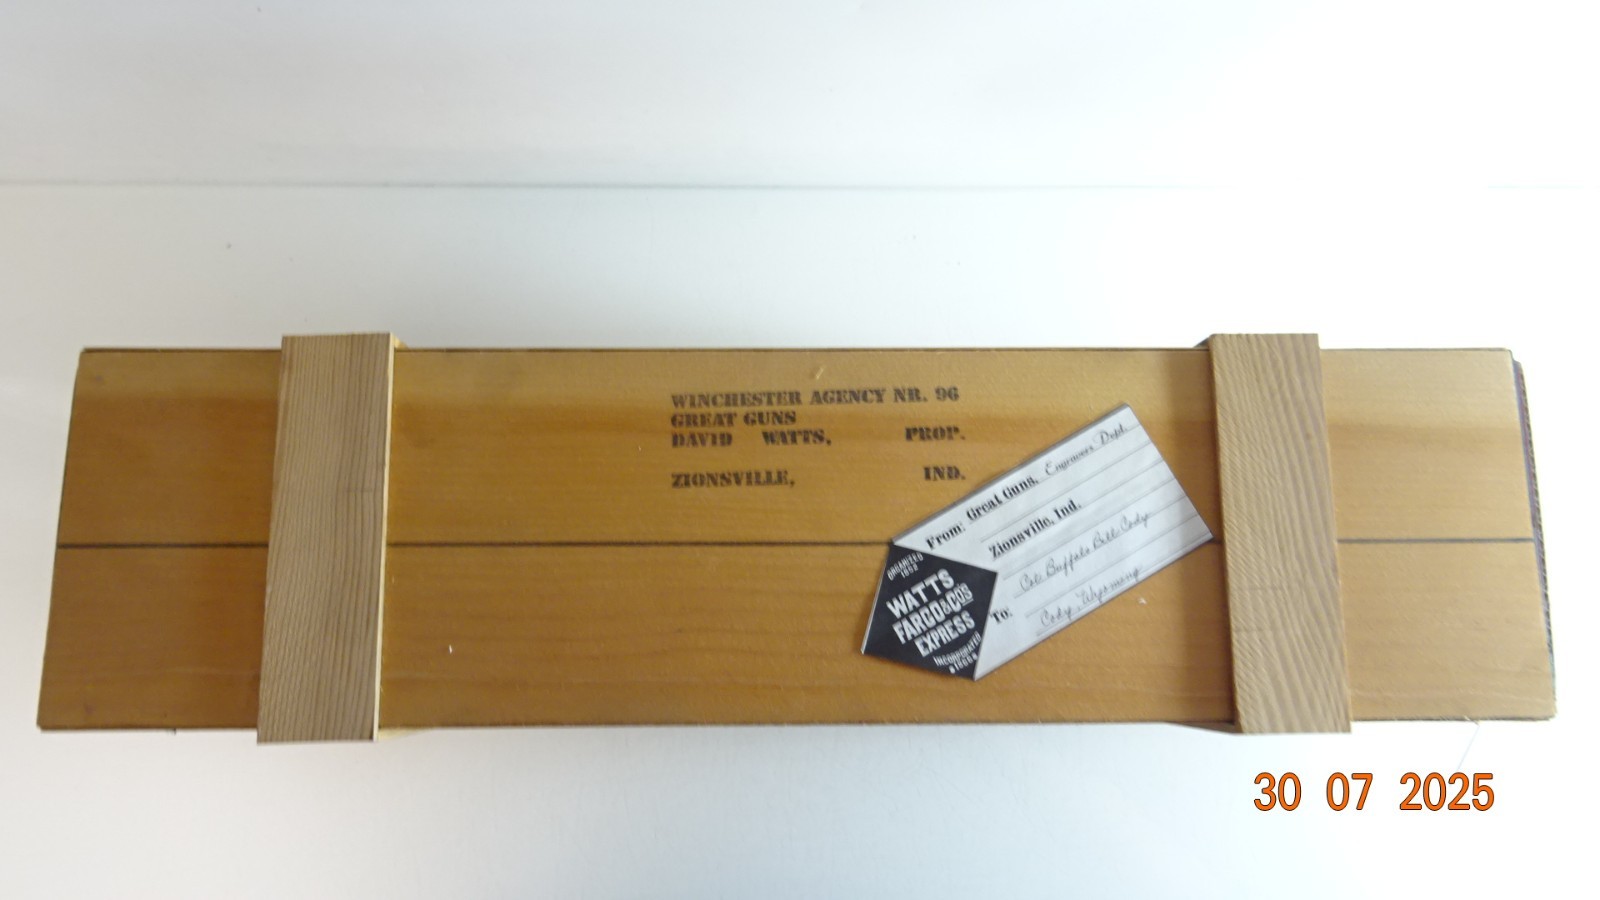 WINCHESTER AGENCY NR. 96
GREAT GUNS
DAVID WATTS, PROP.
ZIONSVILLE, IND.
From: Great Guns, Engravers Dept.
Zionsville, Ind.
To: Col. Buffalo Bill Cody
Cody, Wyoming
ORGANIZED
1852
WATTS
FARGO & CO'S
EXPRESS
INCORPORATED
1866
30 07 2025